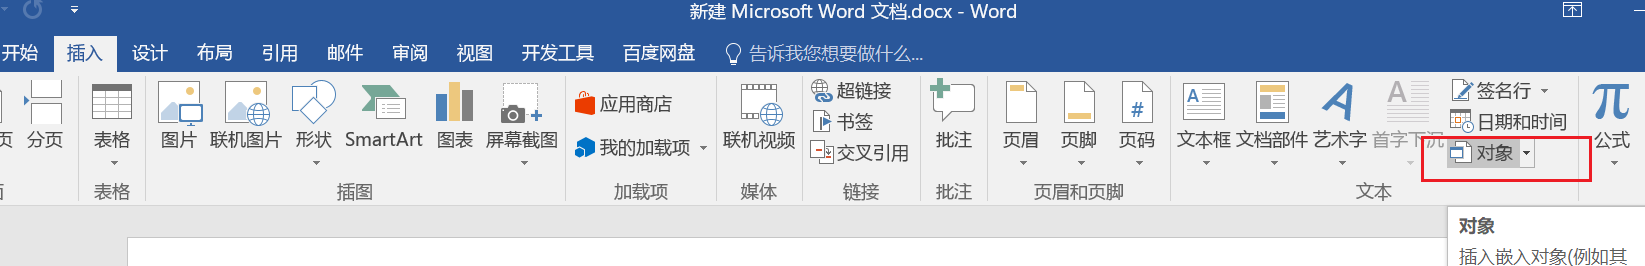 新建 Microsoft Word 文档.docx - Word
开始 插入 设计 布局 引用 邮件 审阅 视图 开发工具 百度网盘 告诉我您想要做什么...
超链接 签名行
应用商店
书签 日期和时间
页 分页 表格 图片 联机图片 形状 SmartArt 图表 屏幕截图 联机视频 批注 页眉 页脚 页码 文本框 文档部件 艺术字 首字下沉 公式
我的加载项 交叉引用 对象
表格 插图 加载项 媒体 链接 批注 页眉和页脚 文本
对象
插入嵌入对象(例如其